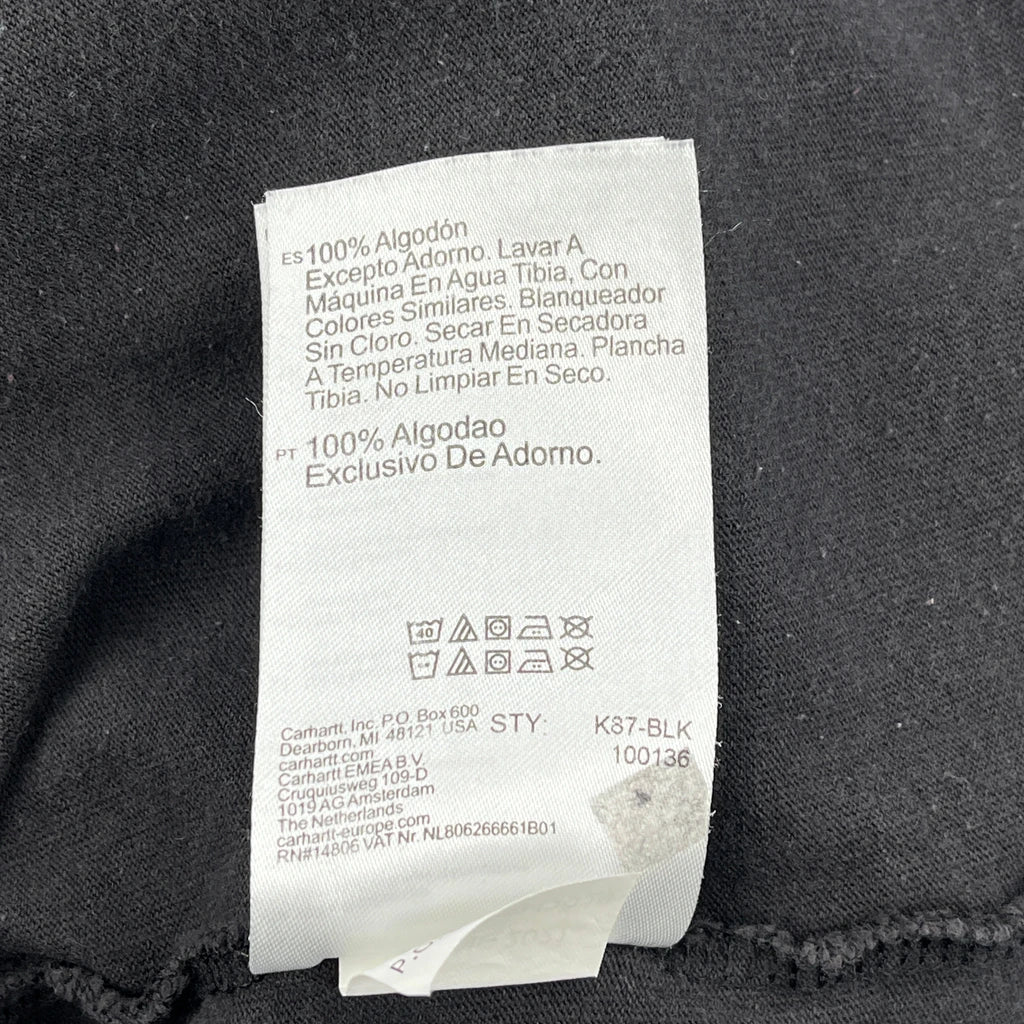 ES 100% Algodón
Excepto Adorno. Lavar A
Máquina En Agua Tibia, Con
Colores Similares. Blanqueador
Sin Cloro. Secar En Secadora
A Temperatura Mediana. Plancha
Tibia. No Limpiar En Seco.
PT 100% Algodao
Exclusivo De Adorno.
40
Carhartt, Inc. P.O. Box 600
Dearborn, MI 48121 USA
carhartt.com
Carhartt EMEA B.V.
Cruquiusweg 109-D
1019 AG Amsterdam
The Netherlands
carhartt-europe.com
RN#14806 VAT Nr. NL806266661B01
STY: K87-BLK
100136